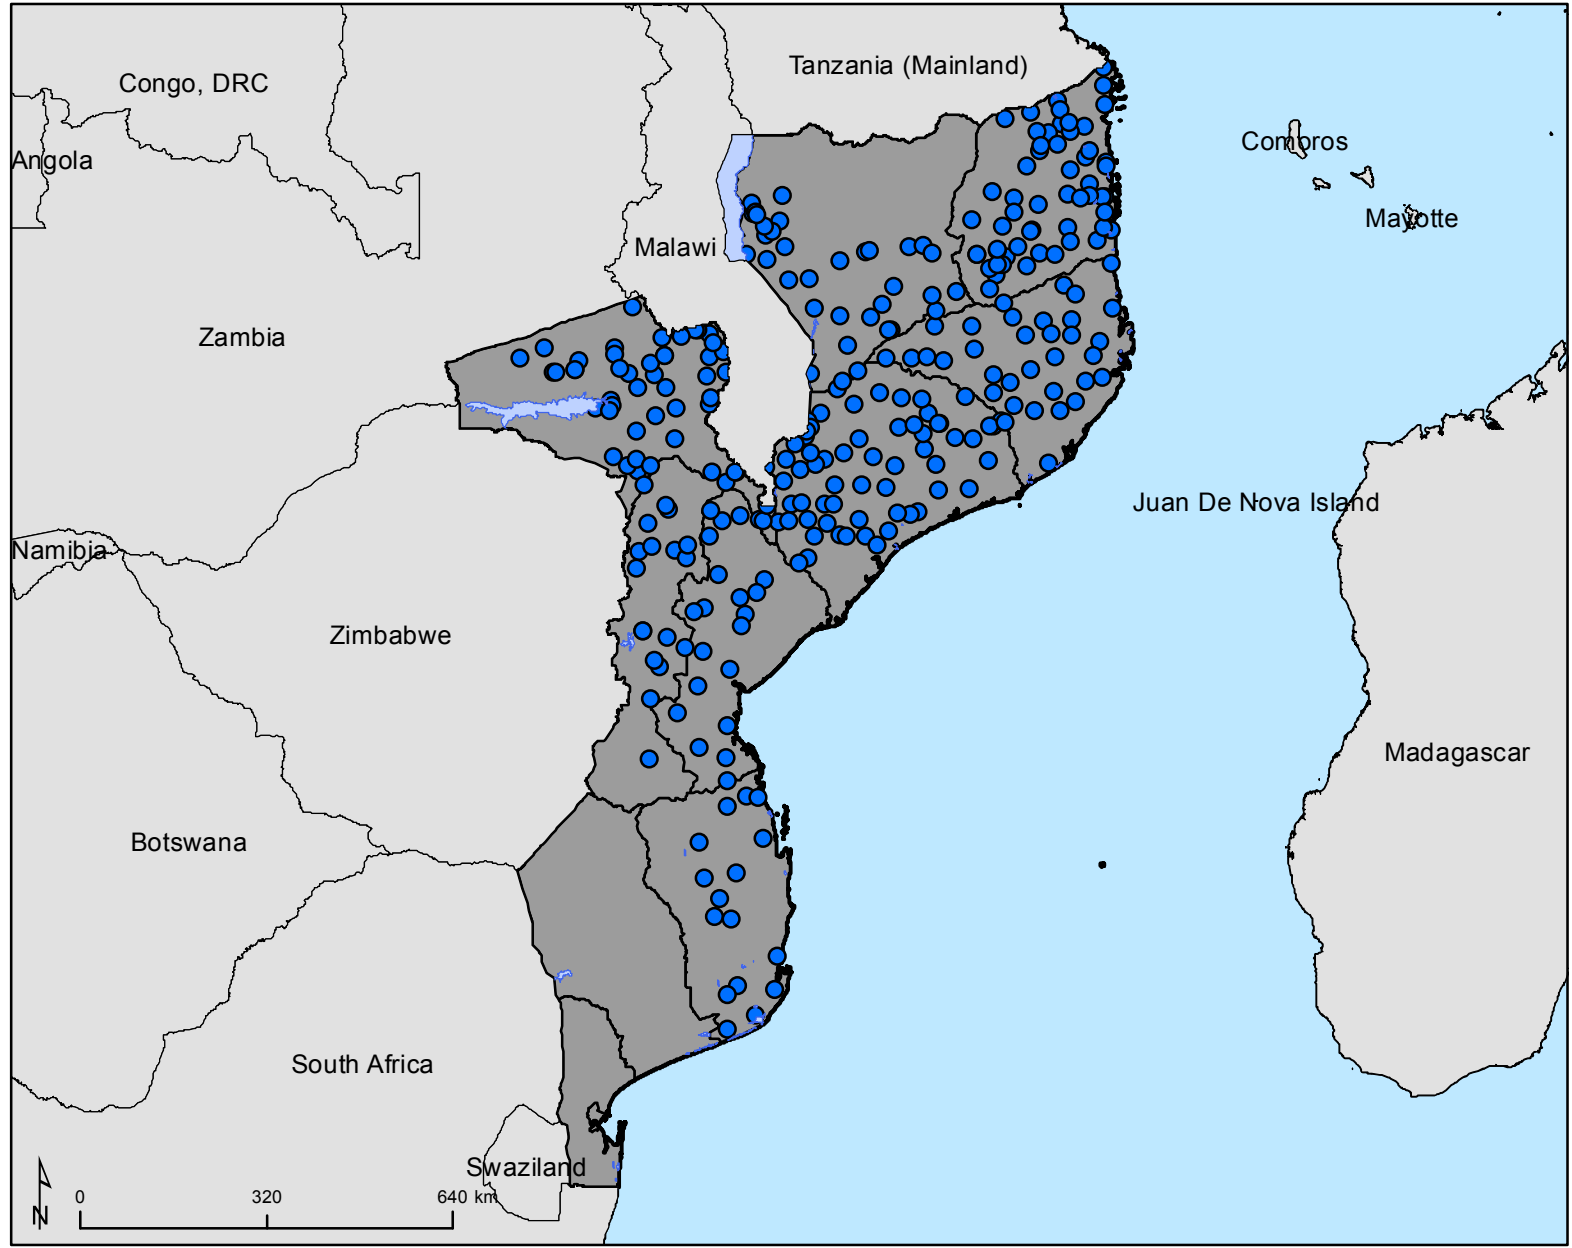 Tanzania (Mainland)
Congo, DRC
Comoros
Angola
Mayotte
Malawi
Zambia
Juan De Nova Island
Namibia
Zimbabwe
Madagascar
Botswana
South Africa
Swaziland
0 320 640 km
N